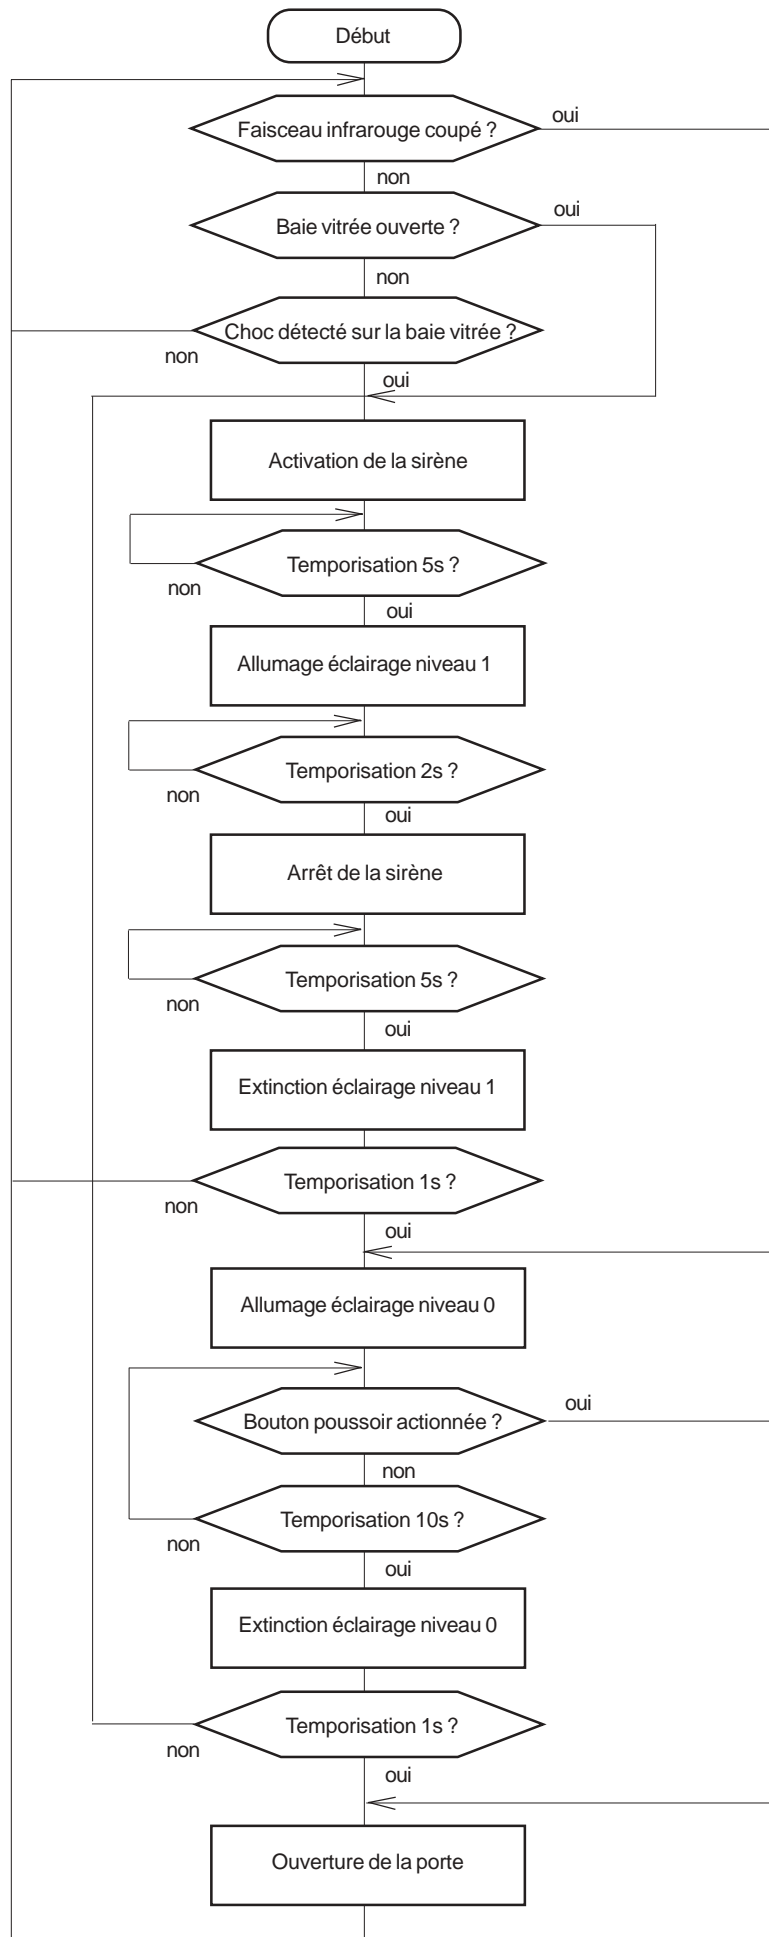 Début
Faisceau infrarouge coupé ?
oui
non
Baie vitrée ouverte ?
oui
non
Choc détecté sur la baie vitrée ?
non
oui
Activation de la sirène
Temporisation 5s ?
non
oui
Allumage éclairage niveau 1
Temporisation 2s ?
non
oui
Arrêt de la sirène
Temporisation 5s ?
non
oui
Extinction éclairage niveau 1
Temporisation 1s ?
non
oui
Allumage éclairage niveau 0
Bouton poussoir actionnée ?
oui
non
Temporisation 10s ?
non
oui
Extinction éclairage niveau 0
Temporisation 1s ?
non
oui
Ouverture de la porte